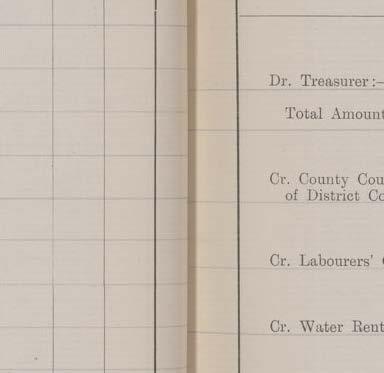 Dr. Treasurer:—
Total Amount
Cr. County Cou
of District Co
Cr. Labourers'
Cr. Water Rent